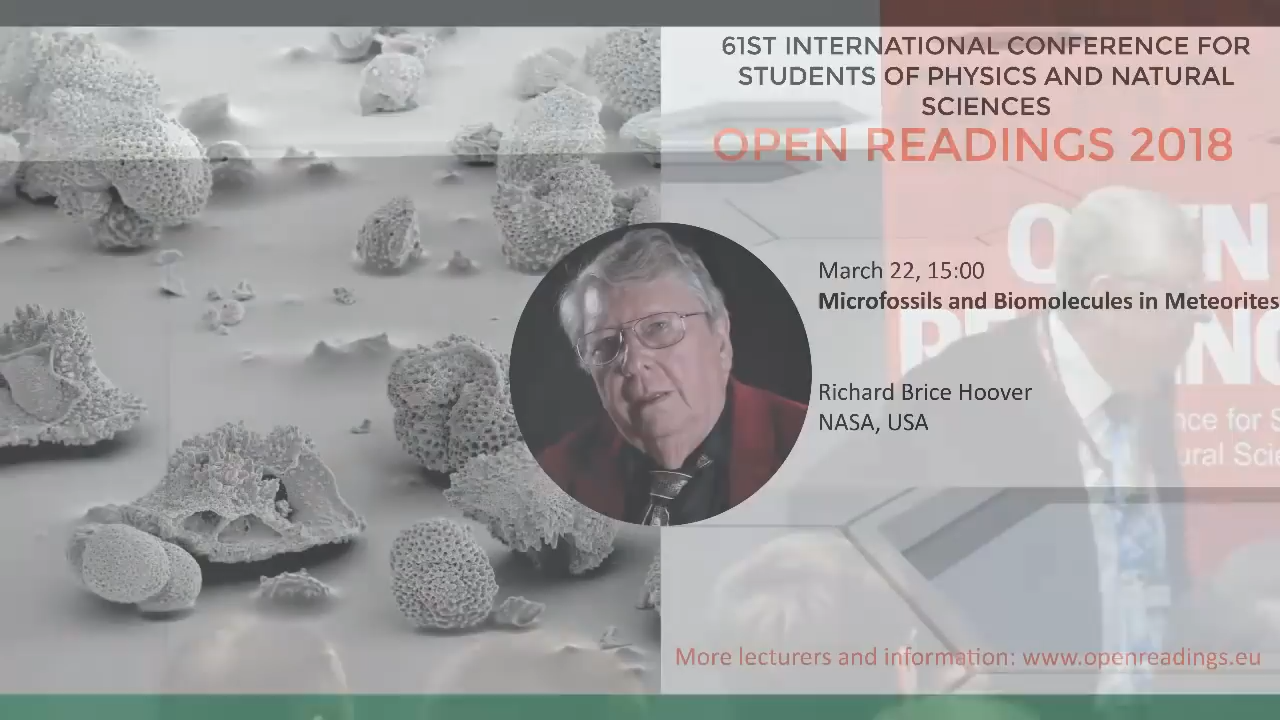 61ST INTERNATIONAL CONFERENCE FOR
STUDENTS OF PHYSICS AND NATURAL
SCIENCES
OPEN READINGS 2018
March 22, 15:00
Microfossils and Biomolecules in Meteorites
Richard Brice Hoover
NASA, USA
More lecturers and information: www.openreadings.eu